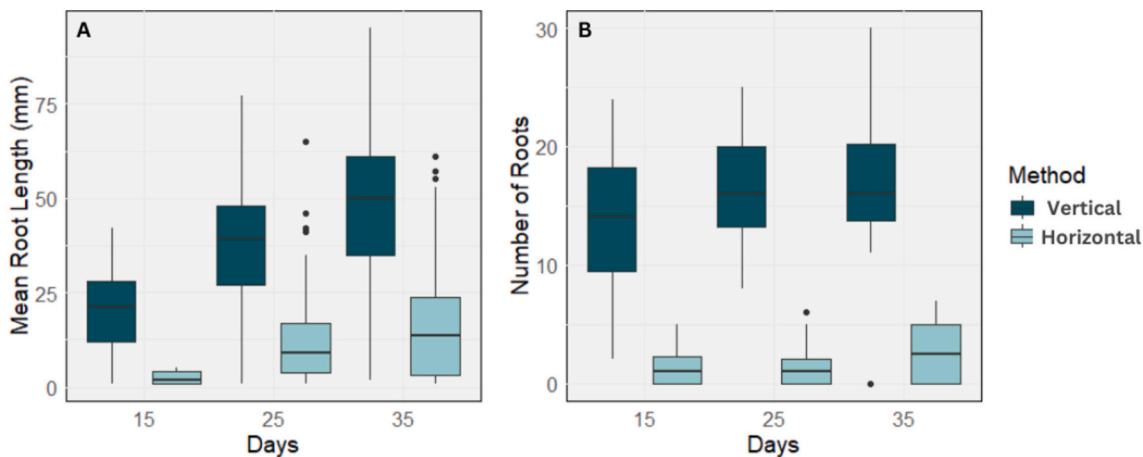 A
Mean Root Length (mm)
75
50
25
0
15 25 35
Days
B
Number of Roots
30
20
10
0
15 25 35
Days
Method
Vertical
Horizontal